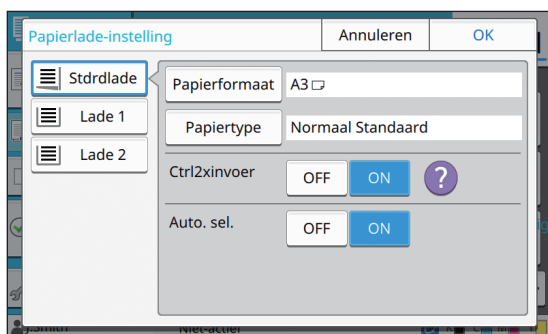 Papierlade-instelling
Annuleren
OK
Stdrdlade
Lade 1
Lade 2
Papierformaat A3
Papiertype Normaal Standaard
Ctrl2xinvoer OFF ON ?
Auto. sel. OFF ON
J.Smith Niet-actief K C M